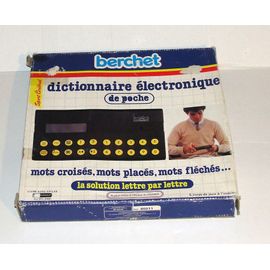 berchet
dictionnaire électronique
de poche
mots croisés, mots placés, mots fléchés...
la solution lettre par lettre